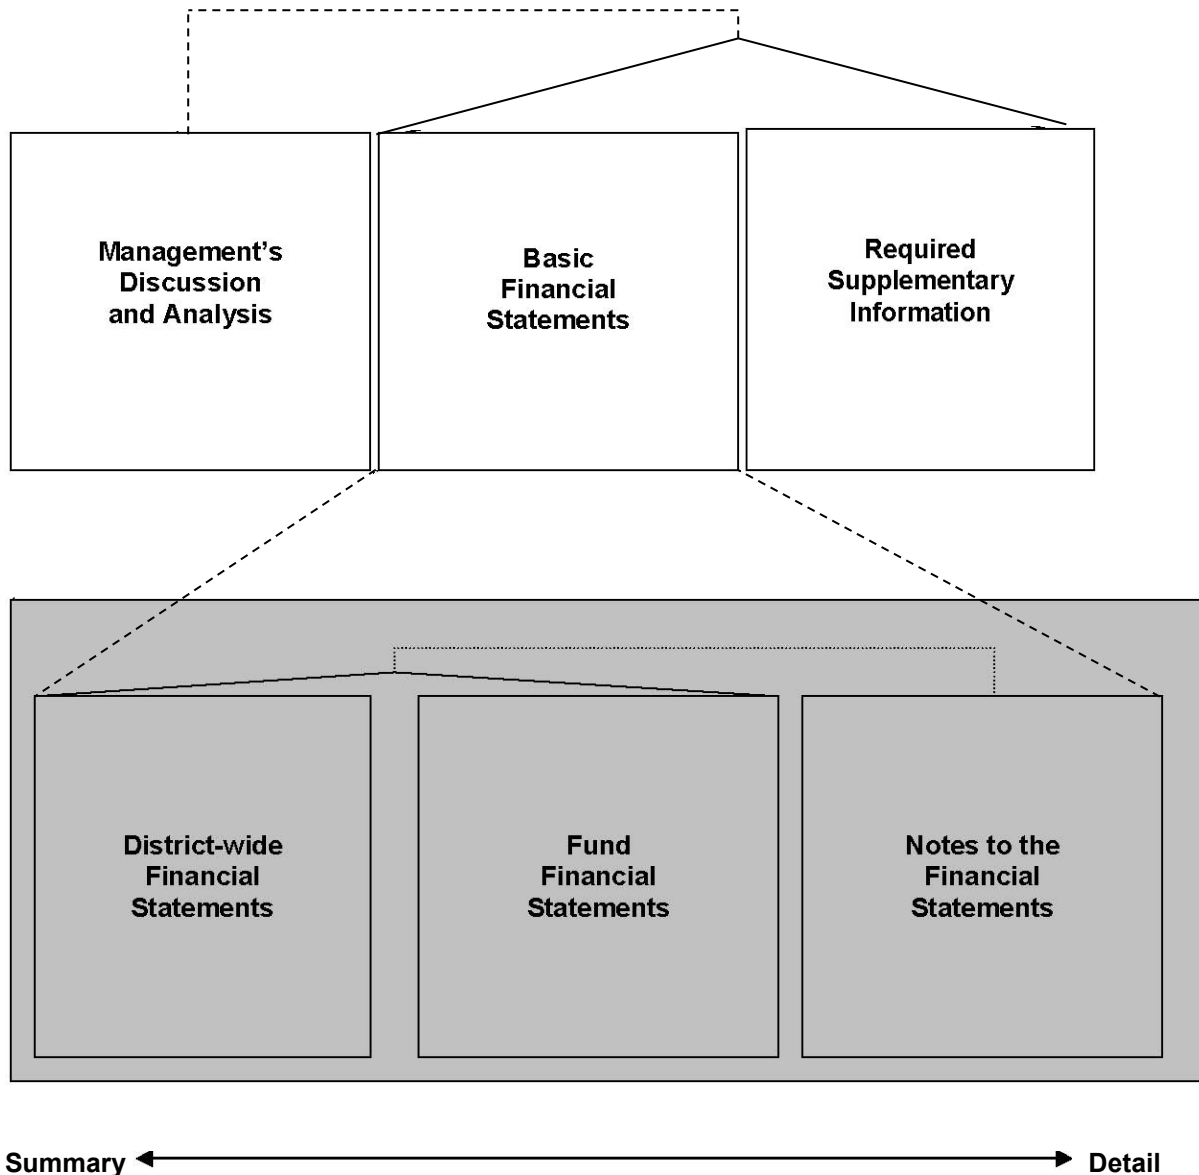 Management’s
Discussion
and Analysis
Basic
Financial
Statements
Required
Supplementary
Information
District-wide
Financial
Statements
Fund
Financial
Statements
Notes to the
Financial
Statements
Summary
Detail